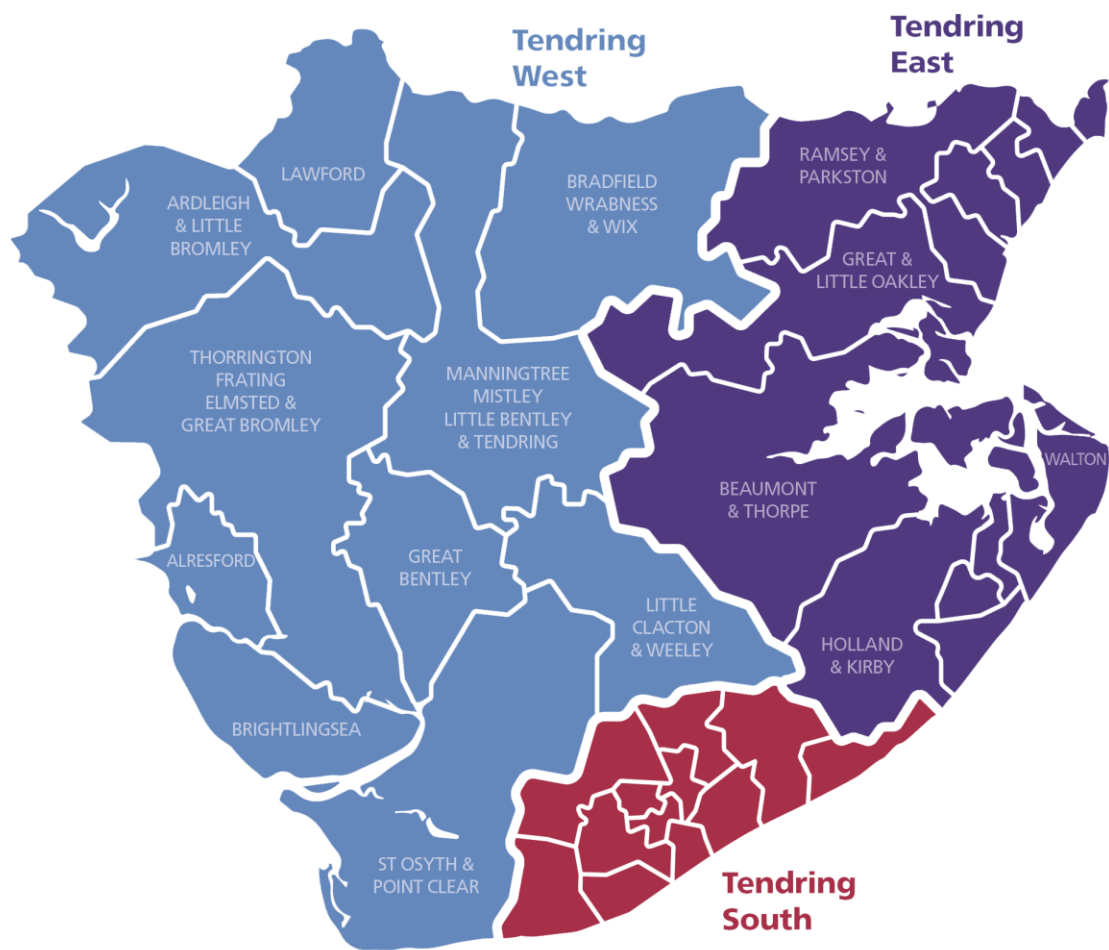 Tendring
West
Tendring
East
LAWFORD
ARDLEIGH
& LITTLE
BROMLEY
BRADFIELD
WRABNESS
& WIX
RAMSEY &
PARKSTON
GREAT &
LITTLE OAKLEY
THORRINGTON
FRATING
ELMSTED &
GREAT BROMLEY
MANNINGTREE
MISTLEY
LITTLE BENTLEY
& TENDRING
WALTON
BEAUMONT
& THORPE
ALRESFORD
GREAT
BENTLEY
LITTLE
CLACTON
& WEELEY
HOLLAND
& KIRBY
BRIGHTLINGSEA
ST OSYTH &
POINT CLEAR
Tendring
South